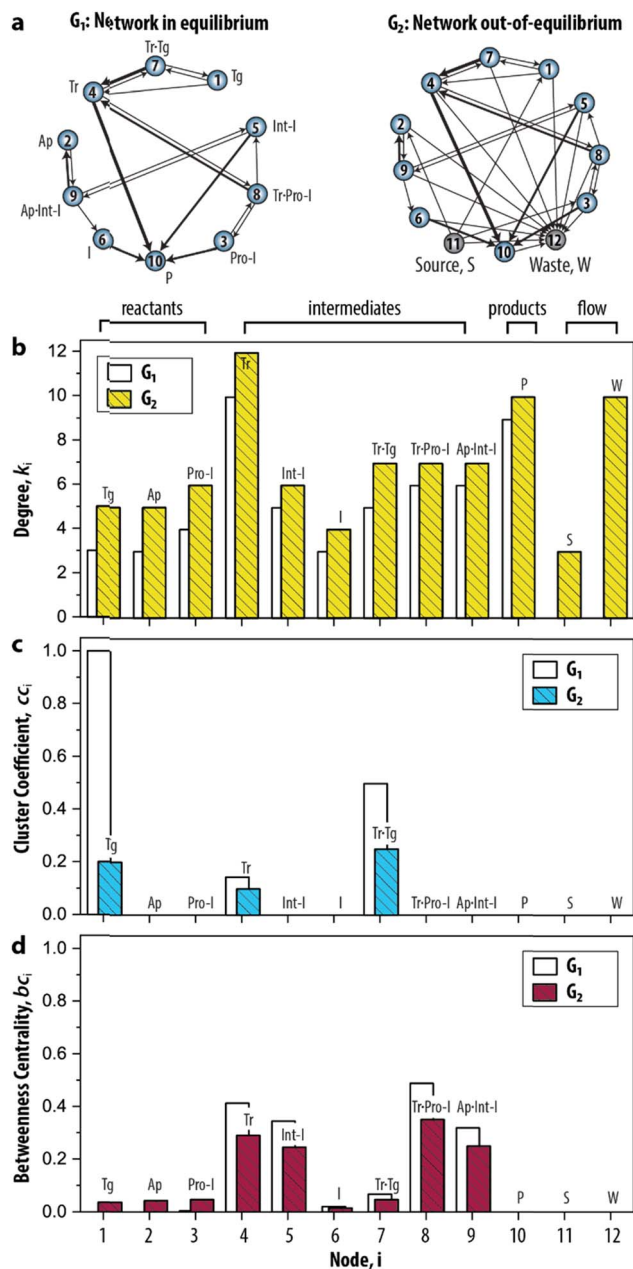 a
G₁: Network in equilibrium
G₂: Network out-of-equilibrium
Tr·Tg
7
1
Tg
Tr
4
5
Int-I
Ap
2
9
8
Tr·Pro-I
Ap·Int-I
6
3
I
10
P
Pro-I
7
4
1
5
2
9
8
6
3
11
10
12
Source, S
Waste, W
reactants
intermediates
products
flow
b
Degree, kᵢ
12
10
8
6
4
2
0
G₁
G₂
Tg
Ap
Pro-I
Tr
Int-I
I
Tr·Tg
Tr·Pro-I
Ap·Int-I
P
S
W
c
Cluster Coefficient, ccᵢ
1.0
0.8
0.6
0.4
0.2
0.0
G₁
G₂
Tg
Ap
Pro-I
Tr
Int-I
I
Tr·Tg
Tr·Pro-I
Ap·Int-I
P
S
W
d
Betweenness Centrality, bcᵢ
1.0
0.8
0.6
0.4
0.2
0.0
G₁
G₂
Tg
Ap
Pro-I
Tr
Int-I
I
Tr·Tg
Tr·Pro-I
Ap·Int-I
P
S
W
1 2 3 4 5 6 7 8 9 10 11 12
Node, i